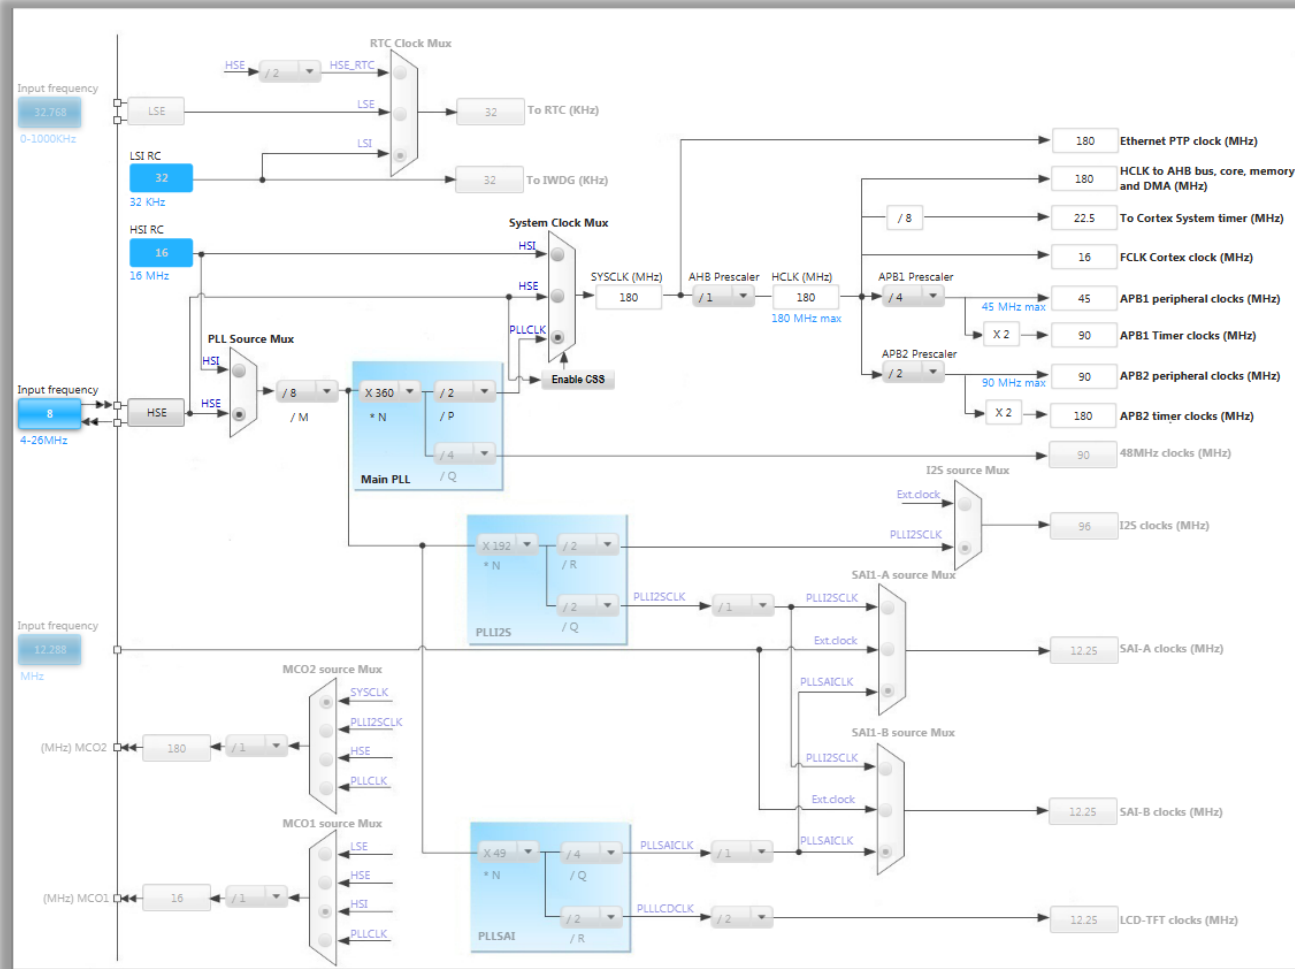 RTC Clock Mux
HSE
/ 2
HSE_RTC
Input frequency
32.768
0-1000KHz
LSE
LSE
32
To RTC (KHz)
LSI
LSI RC
32
32 KHz
32
To IWDG (KHz)
HSI RC
16
16 MHz
System Clock Mux
HSI
HSE
PLLCLK
SYSCLK (MHz)
180
AHB Prescaler
/ 1
HCLK (MHz)
180
180 MHz max
180
Ethernet PTP clock (MHz)
180
HCLK to AHB bus, core, memory
and DMA (MHz)
/ 8
22.5
To Cortex System timer (MHz)
16
FCLK Cortex clock (MHz)
APB1 Prescaler
/ 4
45 MHz max
45
APB1 peripheral clocks (MHz)
X 2
90
APB1 Timer clocks (MHz)
APB2 Prescaler
/ 2
90 MHz max
90
APB2 peripheral clocks (MHz)
X 2
180
APB2 timer clocks (MHz)
PLL Source Mux
HSI
HSE
Input frequency
8
4-26MHz
HSE
/ 8
/ M
X 360
* N
/ 2
/ P
Enable CSS
/ 4
/ Q
Main PLL
90
48MHz clocks (MHz)
I2S source Mux
Ext.clock
PLLI2SCLK
96
I2S clocks (MHz)
X 192
* N
/ 2
/ R
/ 2
/ Q
PLLI2S
PLLI2SCLK
/ 1
SAI1-A source Mux
PLLI2SCLK
Ext.clock
PLLSAICLK
12.25
SAI-A clocks (MHz)
Input frequency
12.288
MHz
MCO2 source Mux
SYSCLK
PLLI2SCLK
HSE
PLLCLK
(MHz) MCO2
180
/ 1
SAI1-B source Mux
PLLI2SCLK
Ext.clock
PLLSAICLK
12.25
SAI-B clocks (MHz)
MCO1 source Mux
LSE
HSE
HSI
PLLCLK
(MHz) MCO1
16
/ 1
X 49
* N
/ 4
/ Q
PLLSAICLK
/ 1
/ 2
/ R
PLLSAI
PLLLCDCLK
/ 2
12.25
LCD-TFT clocks (MHz)